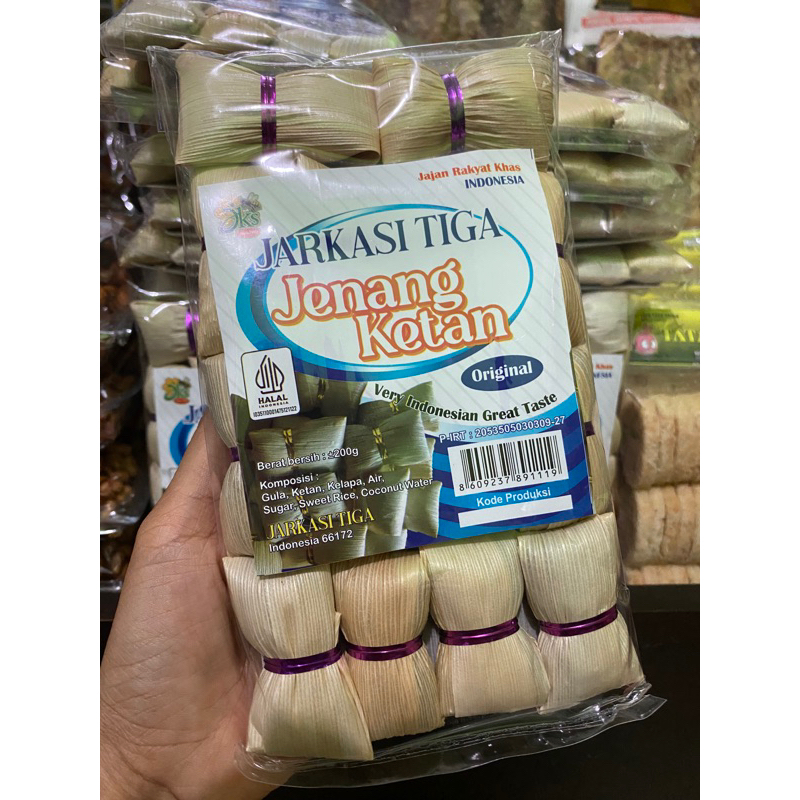 Jajan Rakyat Khas
INDONESIA
JKS
JARKASI TIGA
Jenang
Ketan
Original
Very Indonesian Great Taste
HALAL
INDONESIA
P-IRT : 2053505030309-27
Berat bersih : ±200g
Komposisi :
Gula, Ketan, Kelapa, Air,
Sugar, Sweet Rice, Coconut Water
JARKASI TIGA
Indonesia 66172
8 609237 891119
Kode Produksi